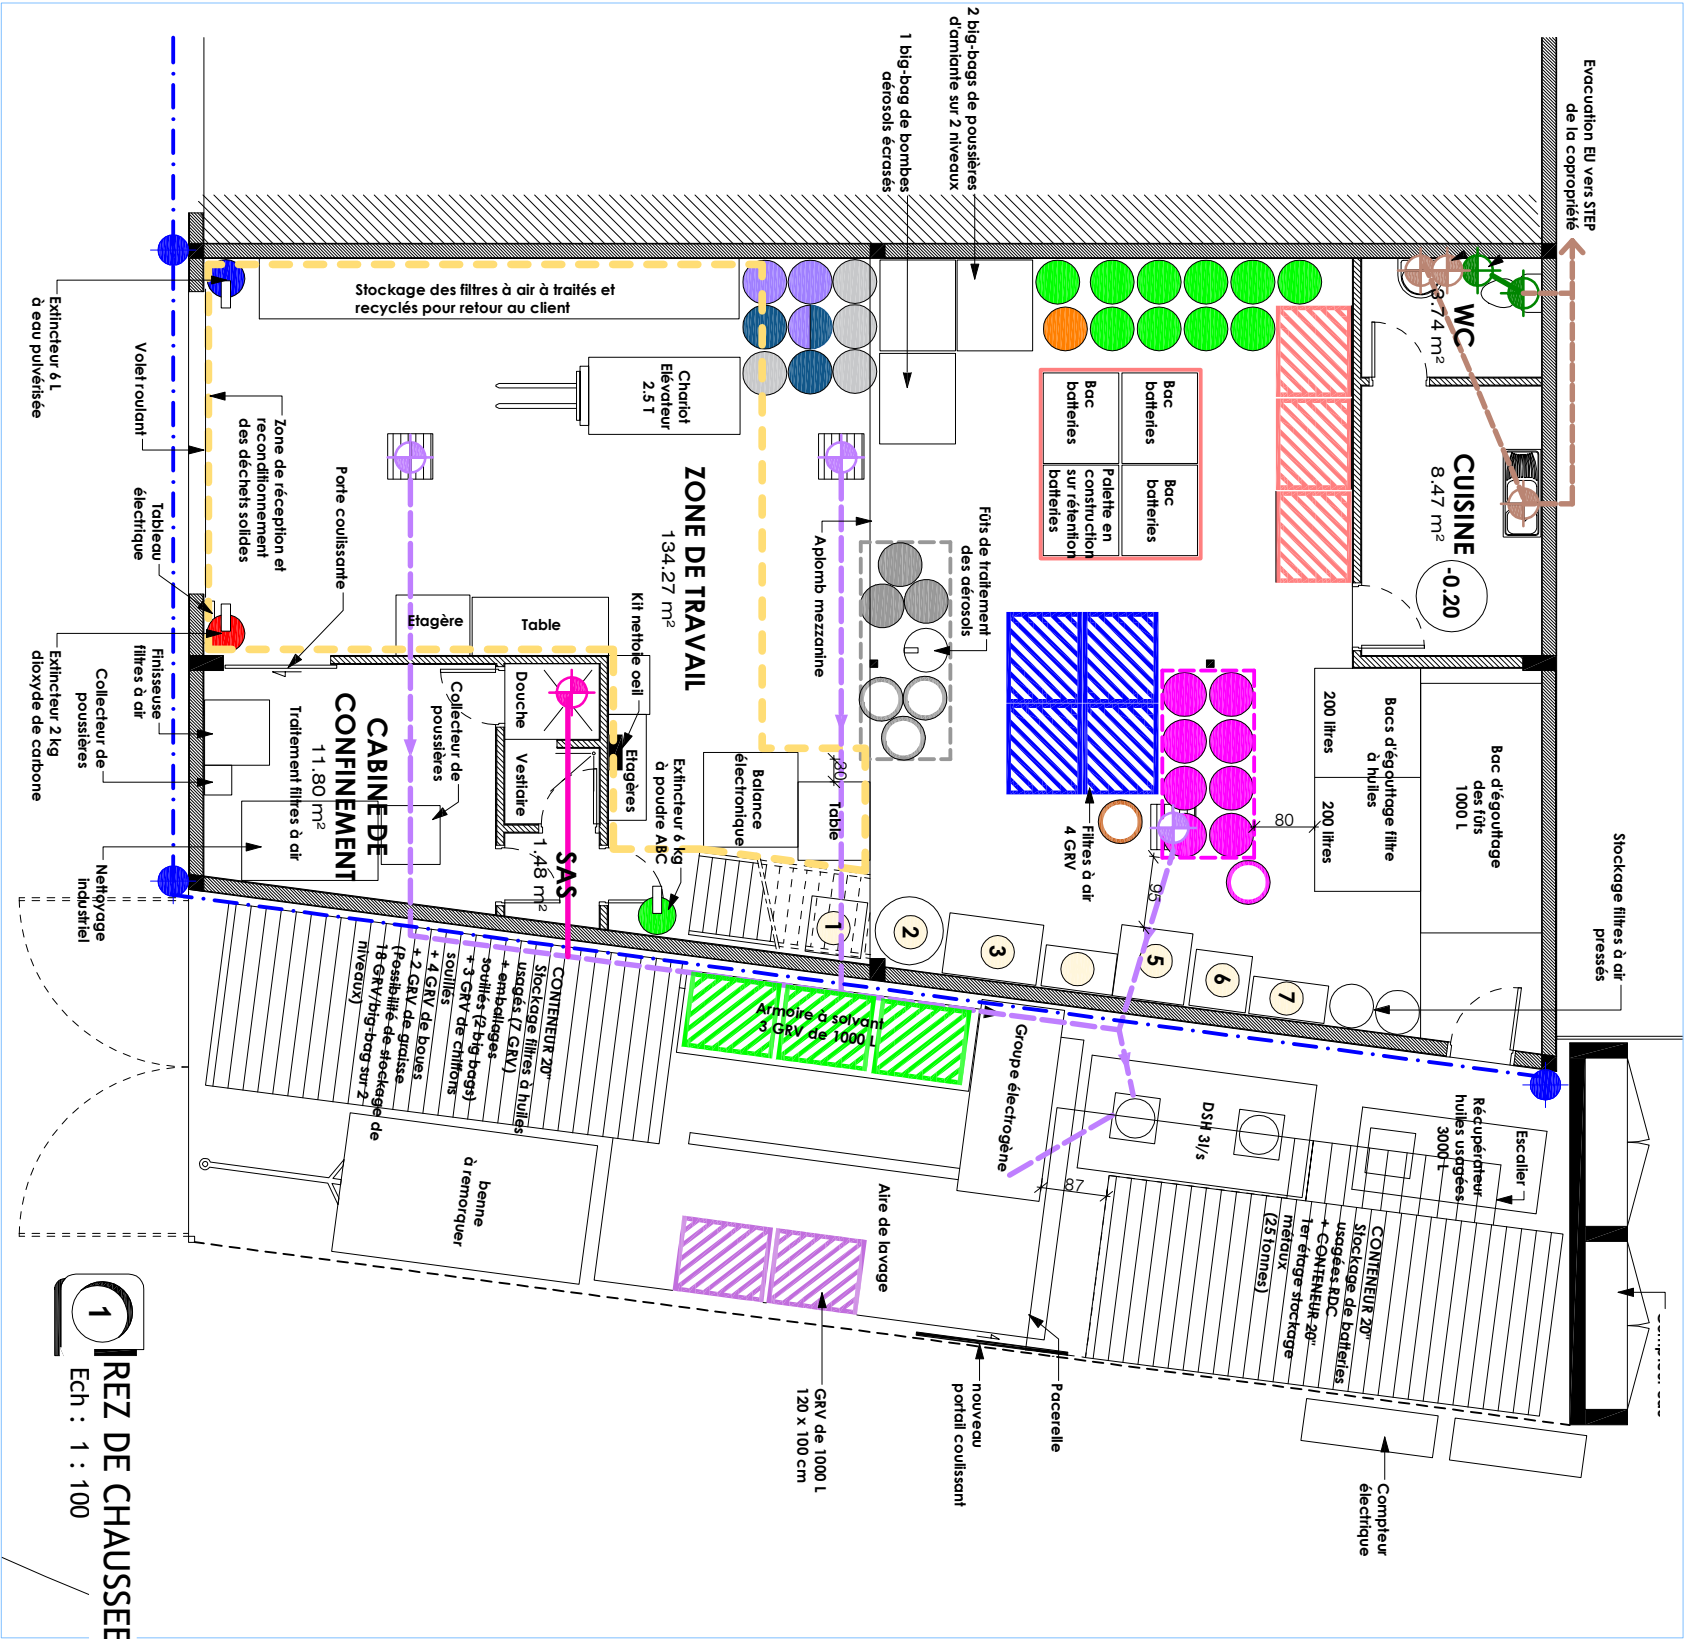 Evacuation EU vers STEP
de la copropriété
2 big-bags de poussières
d'amiante sur 2 niveaux
1 big-bag de bombes
aérosols écrasés
WC
3.74 m²
CUISINE
8.47 m²
-0.20
Bac
batteries
Bac
batteries
Bac
batteries
Palette en
construction
sur rétention
batteries
Stockage des filtres à air à traités et
recyclés pour retour au client
Chariot
Elévateur
2.5 T
ZONE DE TRAVAIL
134.27 m²
Aplomb mezzanine
Fûts de traitement
des aérosols
Extincteur 6 L
à eau pulvérisée
Volet roulant
Zone de réception et
reconditionnement
des déchets solides
Tableau
électrique
Porte coulissante
Etagère
Table
Kit nettoie oeil
Extincteur 2 kg
dioxyde de carbone
Finisseuse
filtres à air
Collecteur de
poussières
Traitement filtres à air
CABINE DE
CONFINEMENT
11.80 m²
Collecteur de
poussières
Nettoyage
industriel
Douche
Vestiaire
SAS
1.48 m²
Etagères
Extincteur 6 kg
à poudre ABC
Balance
électronique
80
Table
Filtres à air
4 GRV
95
80
200 litres
200 litres
Bacs d'égouttage filtre
à huiles
Bac d'égouttage
des fûts
1000 L
Stockage filtres à air
pressés
1
2
3
5
6
7
CONTENEUR 20''
Stockage filtres à huiles
usagés (7 GRV)
+ emballages
souillés (2 big bags)
+ 3 GRV de chiffons
souillés
+ 4 GRV de boues
+ 2 GRV de graisse
(Possibilité de stockage de
18 GRV/big-bag sur 2
niveaux)
Armoire à solvant
3 GRV de 1000 L
Groupe électrogène
DSH 3l/s
87
Récupérateur
huiles usagées
3000 L
Escalier
CONTENEUR 20''
Stockage de batteries
usagées RDC
+ CONTENEUR 20''
1er étage stockage
métaux
(25 tonnes)
benne
à remorquer
Aire de lavage
GRV de 1000 L
120 x 100 cm
nouveau
portail coulissant
Pacerelle
Compteur
électrique
1
REZ DE CHAUSSEE
Ech : 1 : 100